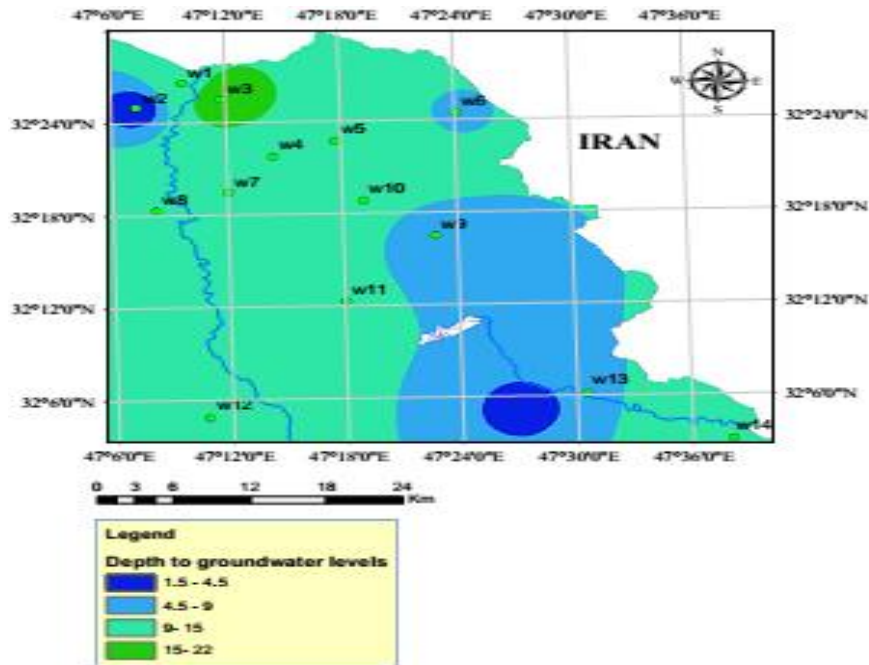 47°6'0"E 47°12'0"E 47°18'0"E 47°24'0"E 47°30'0"E 47°36'0"E
N
W E
S
w1
w3
w2
w6
32°24'0"N 32°24'0"N
IRAN
w5
w4
w7
w10
w8
32°18'0"N 32°18'0"N
w9
w11
32°12'0"N 32°12'0"N
w13
32°6'0"N 32°6'0"N
w12
w14
47°6'0"E 47°12'0"E 47°18'0"E 47°24'0"E 47°30'0"E 47°36'0"E
0 3 6 12 18 24
Km
Legend
Depth to groundwater levels
1.5 - 4.5
4.5 - 9
9- 15
15- 22